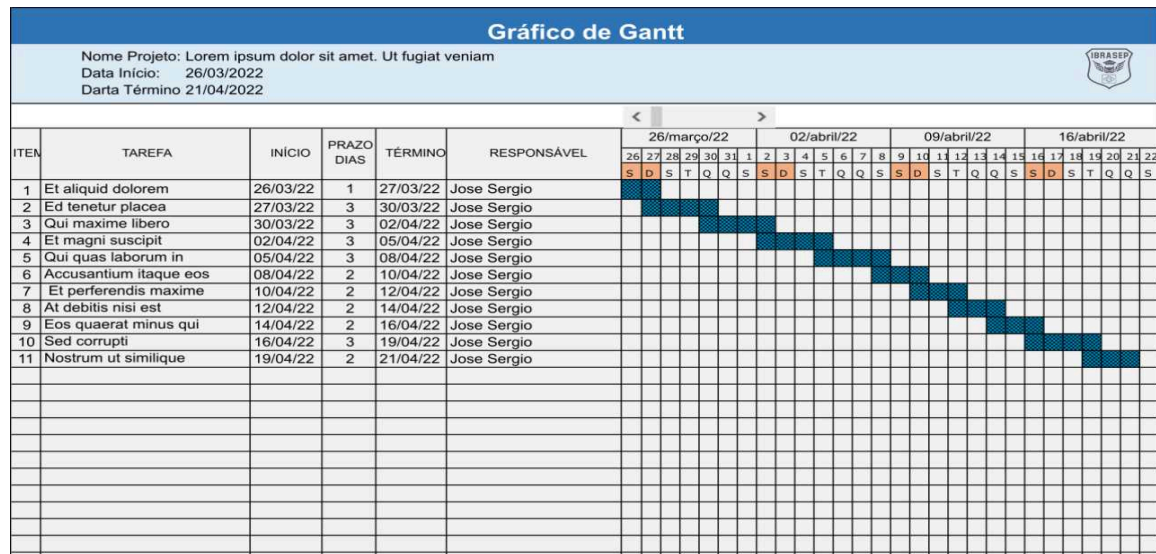 Gráfico de Gantt
Nome Projeto: Lorem ipsum dolor sit amet. Ut fugiat veniam
Data Início: 26/03/2022
Darta Término 21/04/2022
IBRASEP
< >
ITEM TAREFA INÍCIO PRAZO DIAS TÉRMINO RESPONSÁVEL 26/março/22 02/abril/22 09/abril/22 16/abril/22
26 27 28 29 30 31 1 2 3 4 5 6 7 8 9 10 11 12 13 14 15 16 17 18 19 20 21 22
S D S T Q Q S S D S T Q Q S S D S T Q Q S S D S T Q Q S
1 Et aliquid dolorem 26/03/22 1 27/03/22 Jose Sergio
2 Ed tenetur placea 27/03/22 3 30/03/22 Jose Sergio
3 Qui maxime libero 30/03/22 3 02/04/22 Jose Sergio
4 Et magni suscipit 02/04/22 3 05/04/22 Jose Sergio
5 Qui quas laborum in 05/04/22 3 08/04/22 Jose Sergio
6 Accusantium itaque eos 08/04/22 2 10/04/22 Jose Sergio
7 Et perferendis maxime 10/04/22 2 12/04/22 Jose Sergio
8 At debitis nisi est 12/04/22 2 14/04/22 Jose Sergio
9 Eos quaerat minus qui 14/04/22 2 16/04/22 Jose Sergio
10 Sed corrupti 16/04/22 3 19/04/22 Jose Sergio
11 Nostrum ut similique 19/04/22 2 21/04/22 Jose Sergio